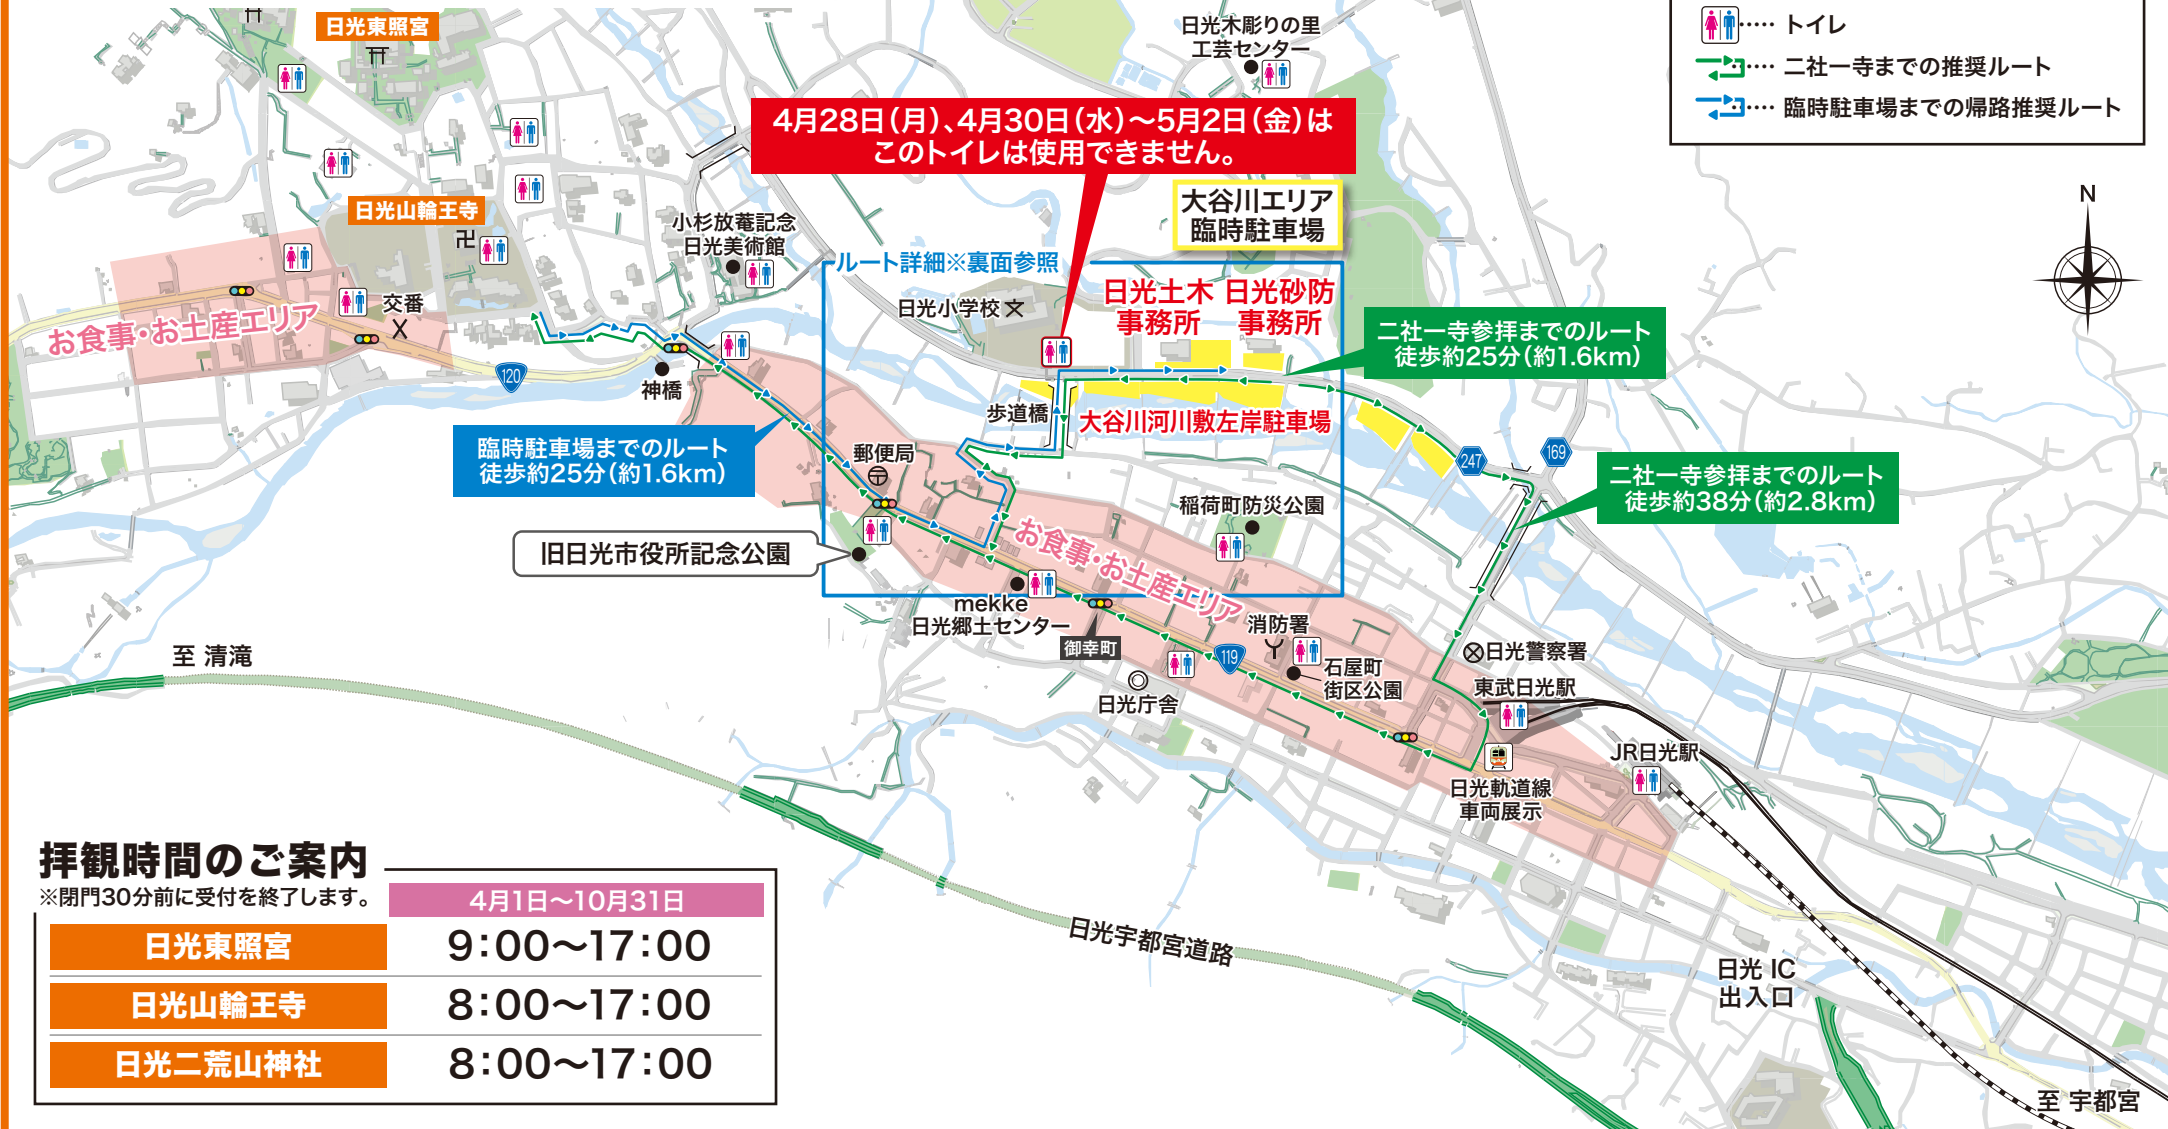 日光東照宮
日光木彫りの里
工芸センター
トイレ
二社一寺までの推奨ルート
臨時駐車場までの帰路推奨ルート
4月28日（月）、4月30日（水）～5月2日（金）は
このトイレは使用できません。
N
大谷川エリア
臨時駐車場
日光山輪王寺
小杉放菴記念
日光美術館
ルート詳細※裏面参照
日光小学校
日光土木
事務所
日光砂防
事務所
交番
お食事・お土産エリア
二社一寺参拝までのルート
徒歩約25分（約1.6km）
120
神橋
歩道橋
大谷川河川敷左岸駐車場
臨時駐車場までのルート
徒歩約25分（約1.6km）
郵便局
247
169
二社一寺参拝までのルート
徒歩約38分（約2.8km）
稲荷町防災公園
旧日光市役所記念公園
お食事・お土産エリア
mekke
日光郷土センター
御幸町
消防署
119
石屋町
街区公園
日光警察署
東武日光駅
日光庁舎
至 清滝
JR日光駅
日光軌道線
車両展示
拝観時間のご案内
※閉門30分前に受付を終了します。
4月1日～10月31日
日光東照宮 9：00～17：00
日光山輪王寺 8：00～17：00
日光二荒山神社 8：00～17：00
日光宇都宮道路
日光 IC
出入口
至 宇都宮